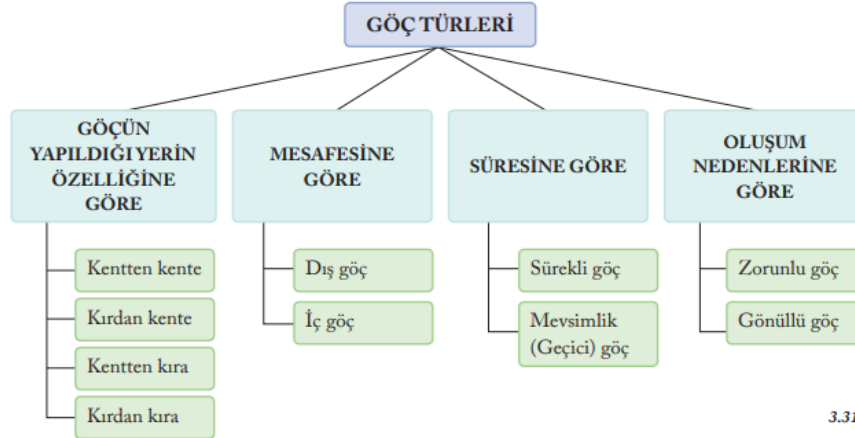 GÖÇ TÜRLERİ
GÖÇÜN
YAPILDIĞI YERİN
ÖZELLİĞİNE
GÖRE
Kentten kente
Kırdan kente
Kentten kıra
Kırdan kıra
MESAFESİNE
GÖRE
Dış göç
İç göç
SÜRESİNE GÖRE
Sürekli göç
Mevsimlik
(Geçici) göç
OLUŞUM
NEDENLERİNE
GÖRE
Zorunlu göç
Gönüllü göç
3.31